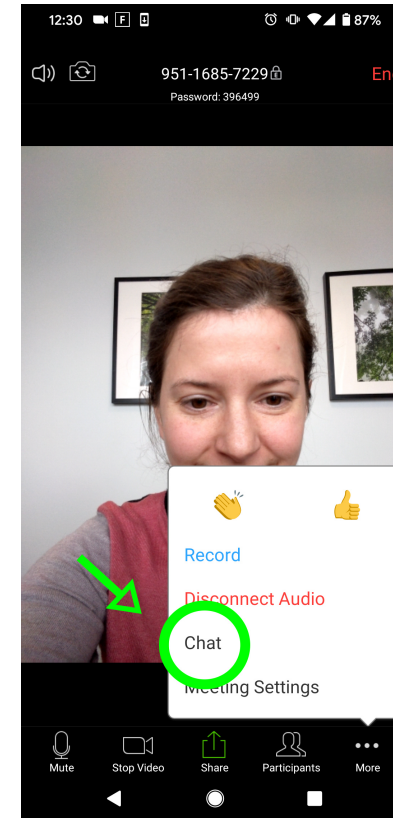 12:30 F 87%
951-1685-7229
En
Password: 396499
Record
Disconnect Audio
Chat
Meeting Settings
Mute Stop Video Share Participants More